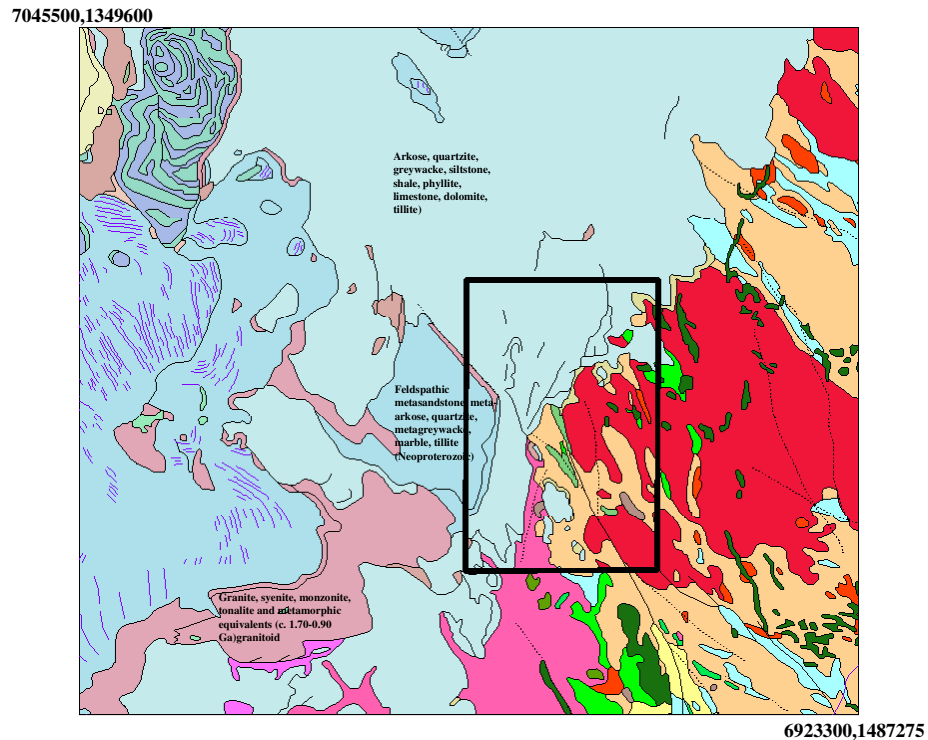 7045500,1349600
Arkose, quartzite,
greywacke, siltstone,
shale, phyllite,
limestone, dolomite,
tillite)
Feldspathic
metasandstone, meta-
arkose, quartzite,
metagreywacke,
marble, tillite
(Neoproterozoic)
Granite, syenite, monzonite,
tonalite and metamorphic
equivalents (c. 1.70-0.90
Ga)granitoid
6923300,1487275